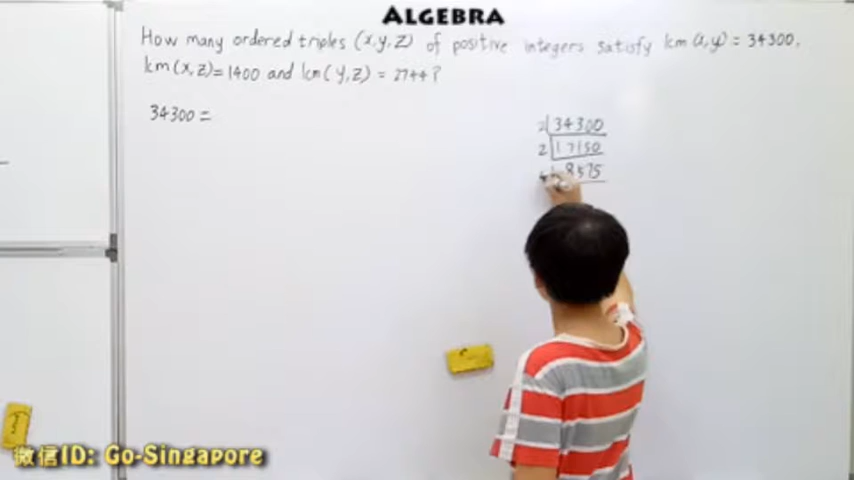 ALGEBRA
How many ordered triples (x,y,z) of positive integers satisfy lcm(x,y) = 34300,
lcm(x,z)=1400 and lcm(y,z) = 2744?
34300 =
2 34300
2 17150
8575
微信ID: Go-Singapore